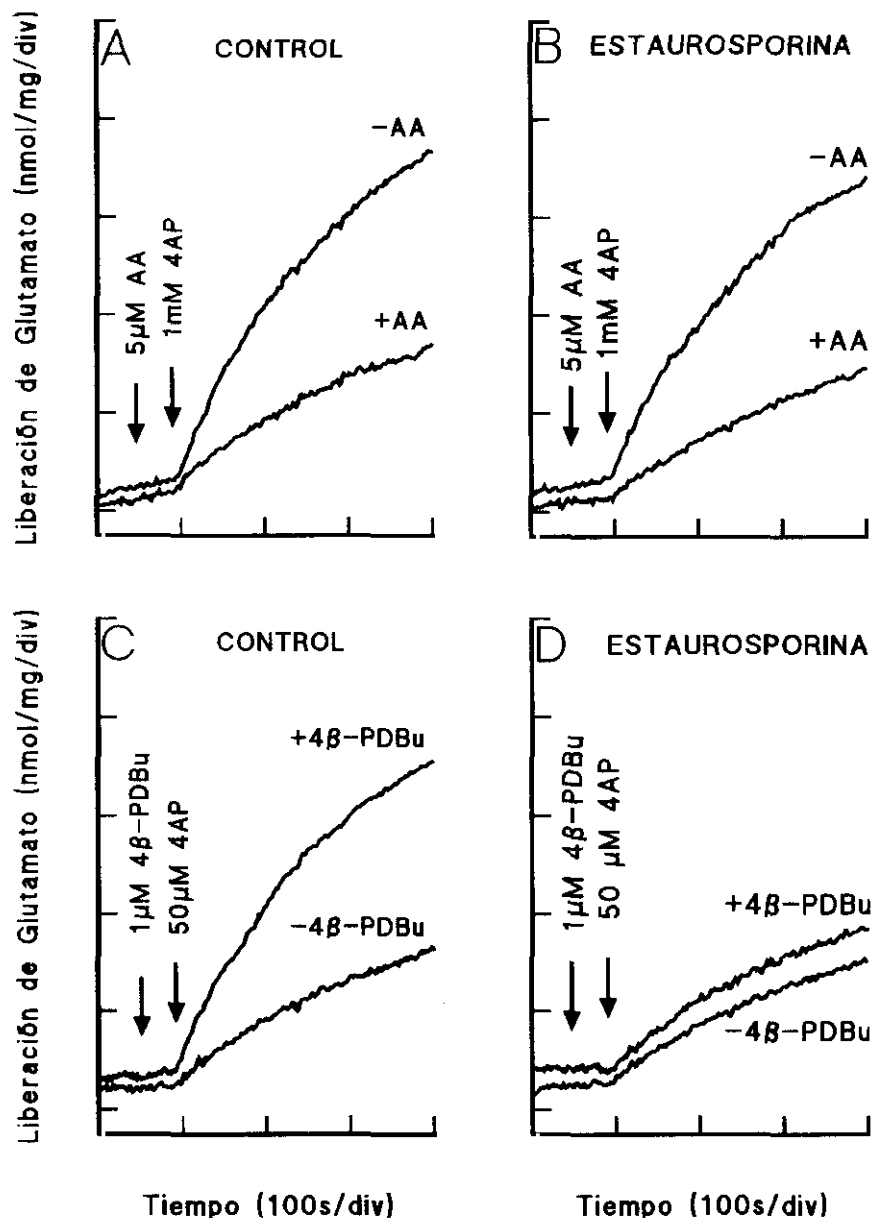 A CONTROL
B ESTAUROSPORINA
Liberación de Glutamato (nmol/mg/div)
5μM AA
1mM 4AP
-AA
+AA
5μM AA
1mM 4AP
-AA
+AA
C CONTROL
D ESTAUROSPORINA
Liberación de Glutamato (nmol/mg/div)
1μM 4β-PDBu
50μM 4AP
+4β-PDBu
-4β-PDBu
1μM 4β-PDBu
50 μM 4AP
+4β-PDBu
-4β-PDBu
Tiempo (100s/div)
Tiempo (100s/div)